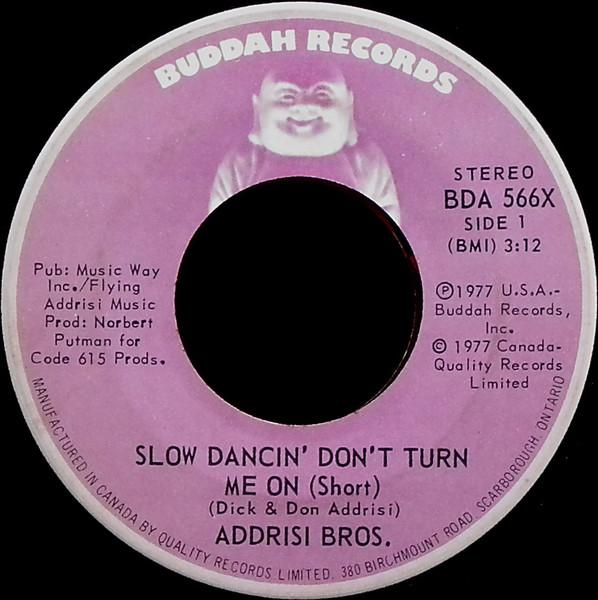 BUDDAH RECORDS
STEREO
BDA 566X
SIDE 1
(BMI) 3:12
Pub: Music Way
Inc./Flying
Addrisi Music
Prod: Norbert
Putman for
Code 615 Prods.
Ⓟ1977 U.S.A.-
Buddah Records,
Inc.
© 1977 Canada-
Quality Records
Limited
SLOW DANCIN' DON'T TURN
ME ON (Short)
(Dick & Don Addrisi)
ADDRISI BROS.
MANUFACTURED IN CANADA BY QUALITY RECORDS LIMITED, 380 BIRCHMOUNT ROAD SCARBOROUGH, ONTARIO